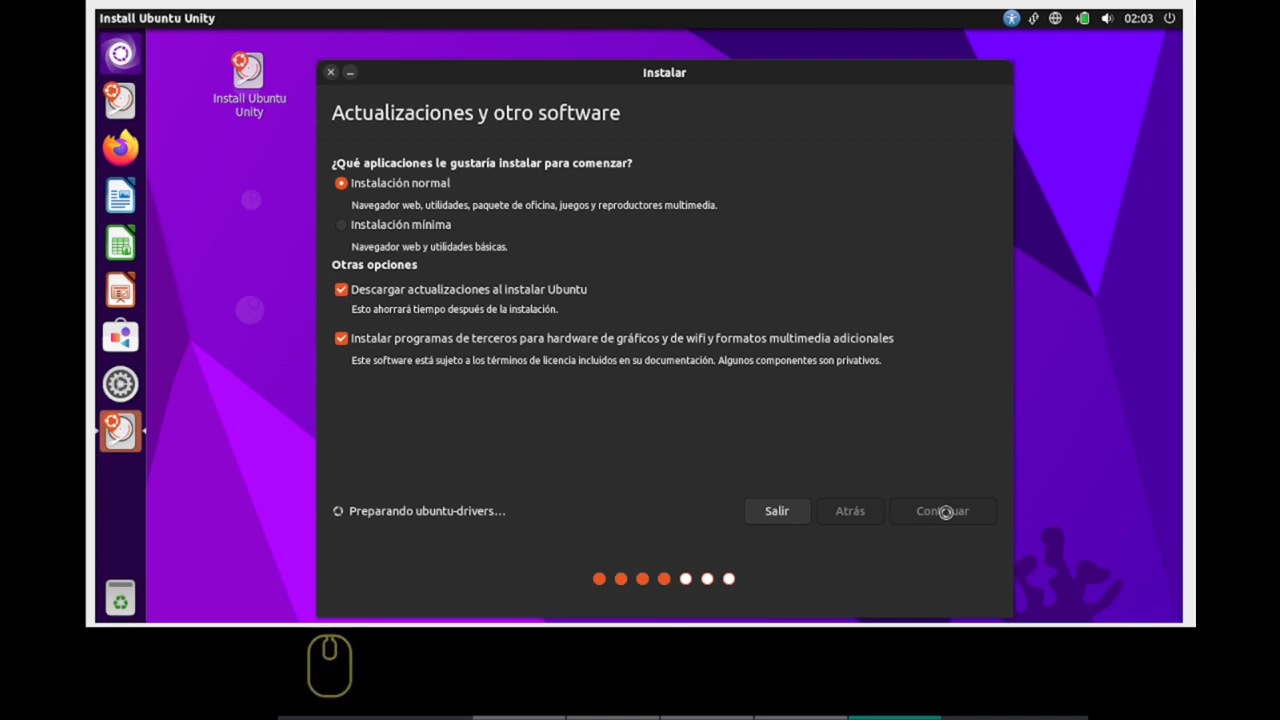 Install Ubuntu Unity
02:03
Install Ubuntu
Unity
Instalar
Actualizaciones y otro software
¿Qué aplicaciones le gustaría instalar para comenzar?
Instalación normal
Navegador web, utilidades, paquete de oficina, juegos y reproductores multimedia.
Instalación mínima
Navegador web y utilidades básicas.
Otras opciones
Descargar actualizaciones al instalar Ubuntu
Esto ahorrará tiempo después de la instalación.
Instalar programas de terceros para hardware de gráficos y de wifi y formatos multimedia adicionales
Este software está sujeto a los términos de licencia incluidos en su documentación. Algunos componentes son privativos.
Preparando ubuntu-drivers…
Salir
Atrás
Continuar